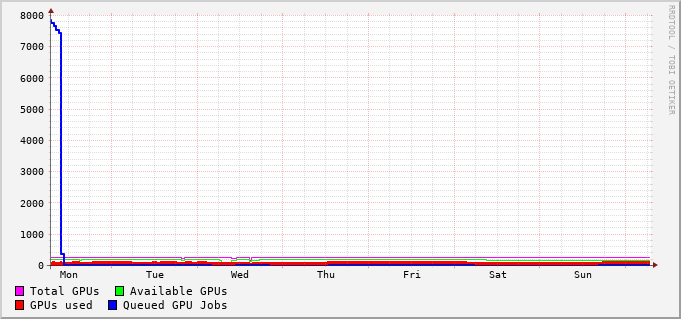 8000
7000
6000
5000
4000
3000
2000
1000
0
Mon Tue Wed Thu Fri Sat Sun
Total GPUs Available GPUs
GPUs used Queued GPU Jobs
RRDTOOL / TOBI OETIKER